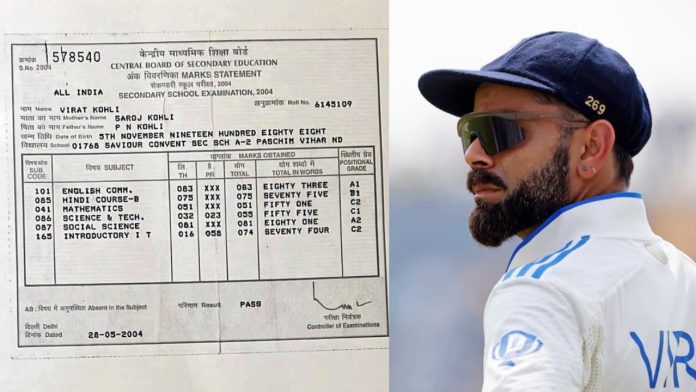 क्रमांक 1578540
S.No. 2004
केन्द्रीय माध्यमिक शिक्षा बोर्ड
CENTRAL BOARD OF SECONDARY EDUCATION
अंक विवरणिका MARKS STATEMENT
सेकण्डरी स्कूल परीक्षा, 2004
ALL INDIA
SECONDARY SCHOOL EXAMINATION, 2004
अनुक्रमांक Roll No. 6145109
नाम Name VIRAT KOHLI
माता का नाम Mother's Name SAROJ KOHLI
पिता का नाम Father's Name P N KOHLI
जन्म तिथि Date of Birth 5TH NOVEMBER NINETEEN HUNDRED EIGHTY EIGHT
विद्यालय School 01768 SAVIOUR CONVENT SEC SCH A-2 PASCHIM VIHAR ND
प्राप्तांक MARKS OBTAINED
विषय कोड SUB CODE विषय SUBJECT लि. TH प्रे. PR योग TOTAL योग शब्दों में TOTAL IN WORDS स्थितीय ग्रेड POSITIONAL GRADE
101 ENGLISH COMM. 083 XXX 083 EIGHTY THREE A1
085 HINDI COURSE-B 075 XXX 075 SEVENTY FIVE B1
041 MATHEMATICS 051 XXX 051 FIFTY ONE C2
086 SCIENCE & TECH. 032 023 055 FIFTY FIVE C1
087 SOCIAL SCIENCE 081 XXX 081 EIGHTY ONE A2
165 INTRODUCTORY I T 016 058 074 SEVENTY FOUR C2
AB : विषय में अनुपस्थित Absent in the Subject परिणाम Result PASS
दिल्ली Delhi
दिनांक Dated 28-05-2004
परीक्षा नियंत्रक
Controller of Examinations
269